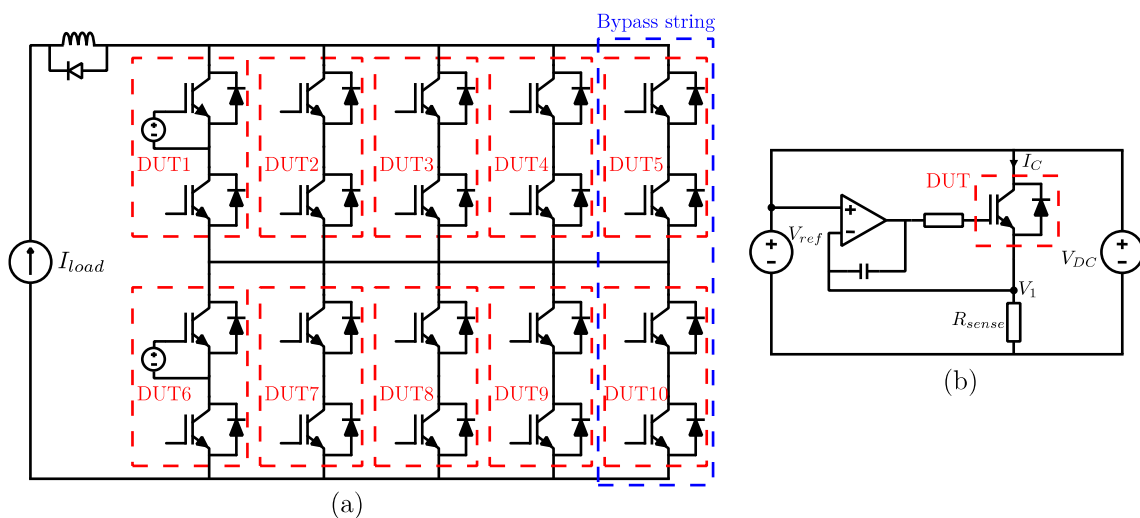 Bypass string
DUT1
DUT2
DUT3
DUT4
DUT5
I_load
DUT6
DUT7
DUT8
DUT9
DUT10
(a)
I_C
DUT
V_ref
V_DC
V_1
R_sense
(b)